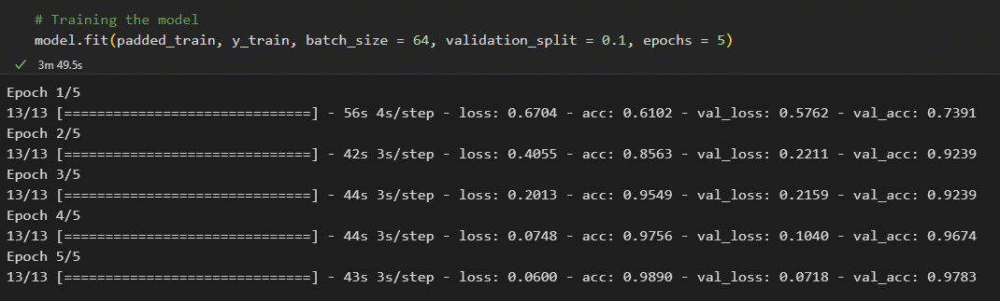 # Training the model
model.fit(padded_train, y_train, batch_size = 64, validation_split = 0.1, epochs = 5)
✓ 3m 49.5s
Epoch 1/5
13/13 [==============================] - 56s 4s/step - loss: 0.6704 - acc: 0.6102 - val_loss: 0.5762 - val_acc: 0.7391
Epoch 2/5
13/13 [==============================] - 42s 3s/step - loss: 0.4055 - acc: 0.8563 - val_loss: 0.2211 - val_acc: 0.9239
Epoch 3/5
13/13 [==============================] - 44s 3s/step - loss: 0.2013 - acc: 0.9549 - val_loss: 0.2159 - val_acc: 0.9239
Epoch 4/5
13/13 [==============================] - 44s 3s/step - loss: 0.0748 - acc: 0.9756 - val_loss: 0.1040 - val_acc: 0.9674
Epoch 5/5
13/13 [==============================] - 43s 3s/step - loss: 0.0600 - acc: 0.9890 - val_loss: 0.0718 - val_acc: 0.9783